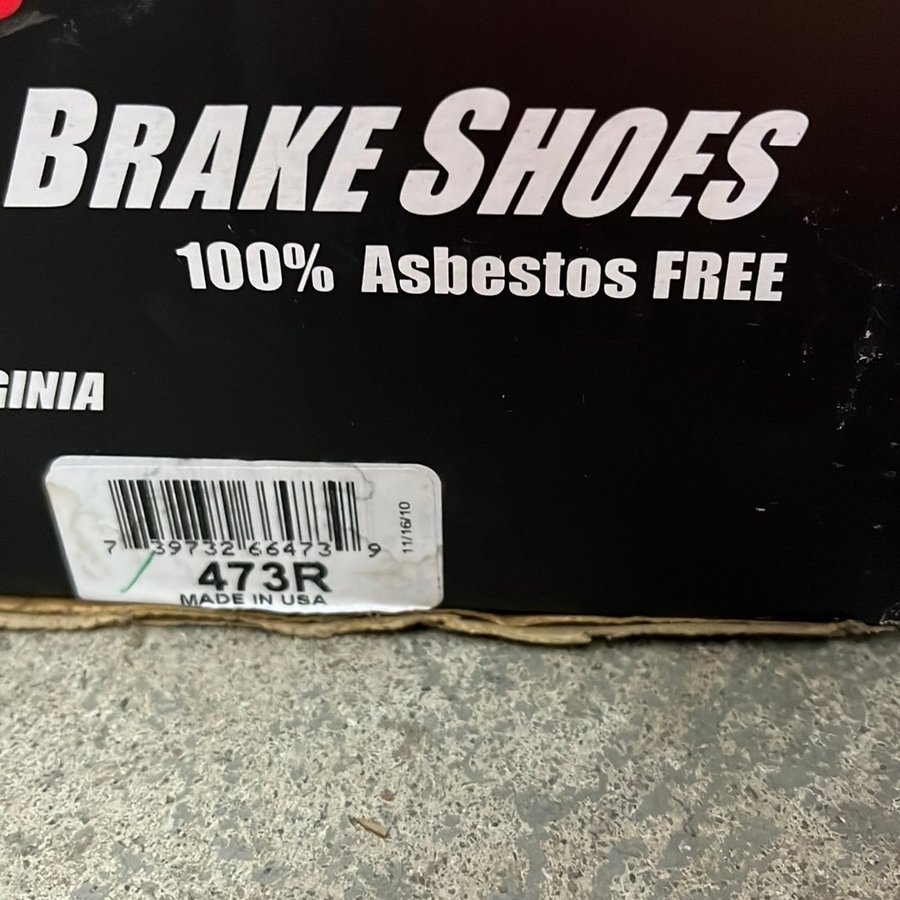 BRAKE SHOES
100% Asbestos FREE
GINIA
7 39732 66473 9
11/16/10
473R
MADE IN USA